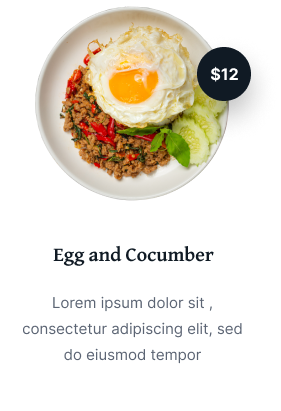 $12
Egg and Cocumber
Lorem ipsum dolor sit ,
consectetur adipiscing elit, sed
do eiusmod tempor